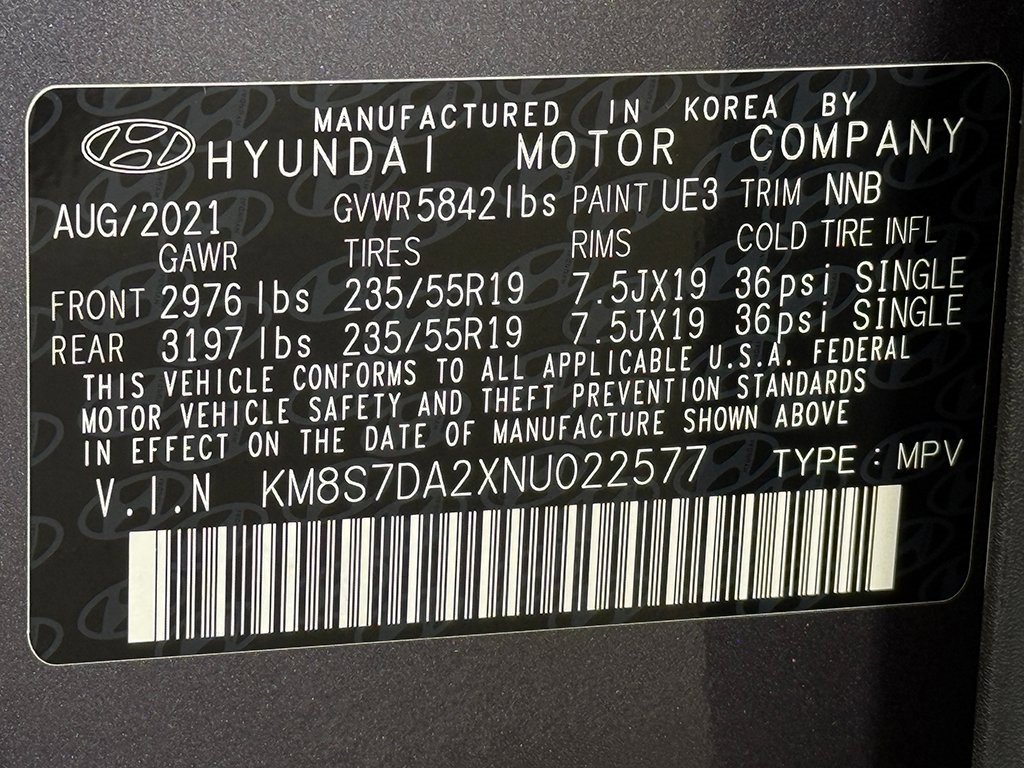 MANUFACTURED IN KOREA BY
HYUNDAI MOTOR COMPANY
AUG/2021 GVWR 5842 lbs PAINT UE3 TRIM NNB
GAWR TIRES RIMS COLD TIRE INFL
FRONT 2976 lbs 235/55R19 7.5JX19 36psi SINGLE
REAR 3197 lbs 235/55R19 7.5JX19 36psi SINGLE
THIS VEHICLE CONFORMS TO ALL APPLICABLE U.S.A. FEDERAL
MOTOR VEHICLE SAFETY AND THEFT PREVENTION STANDARDS
IN EFFECT ON THE DATE OF MANUFACTURE SHOWN ABOVE
V.I.N KM8S7DA2XNU022577 TYPE : MPV